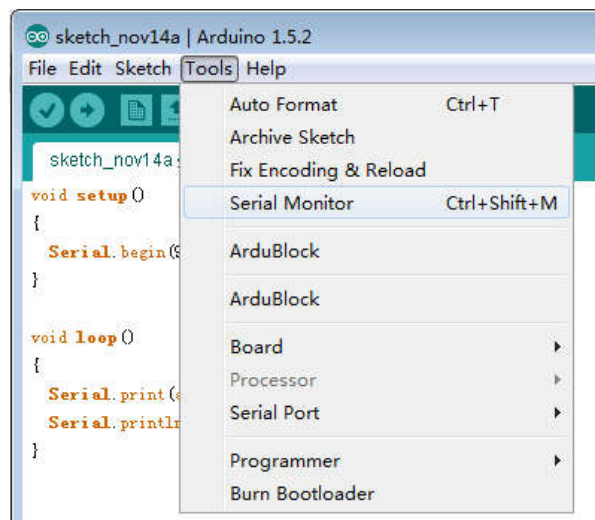 sketch_nov14a | Arduino 1.5.2
File Edit Sketch Tools Help
Auto Format Ctrl+T
Archive Sketch
Fix Encoding & Reload
Serial Monitor Ctrl+Shift+M
ArduBlock
ArduBlock
Board
Processor
Serial Port
Programmer
Burn Bootloader
sketch_nov14a
void setup()
{
Serial.begin(9
}
void loop()
{
Serial.print(
Serial.println
}